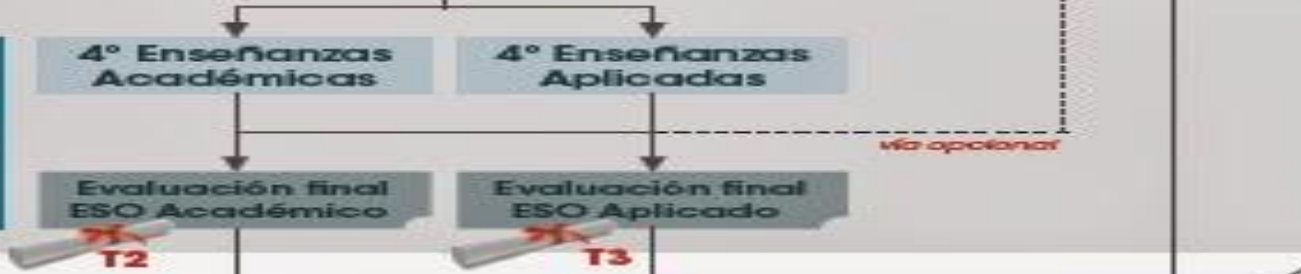 4º Enseñanzas
Académicas
4º Enseñanzas
Aplicadas
vía opcional
Evaluación final
ESO Académico
Evaluación final
ESO Aplicado
T2
T3